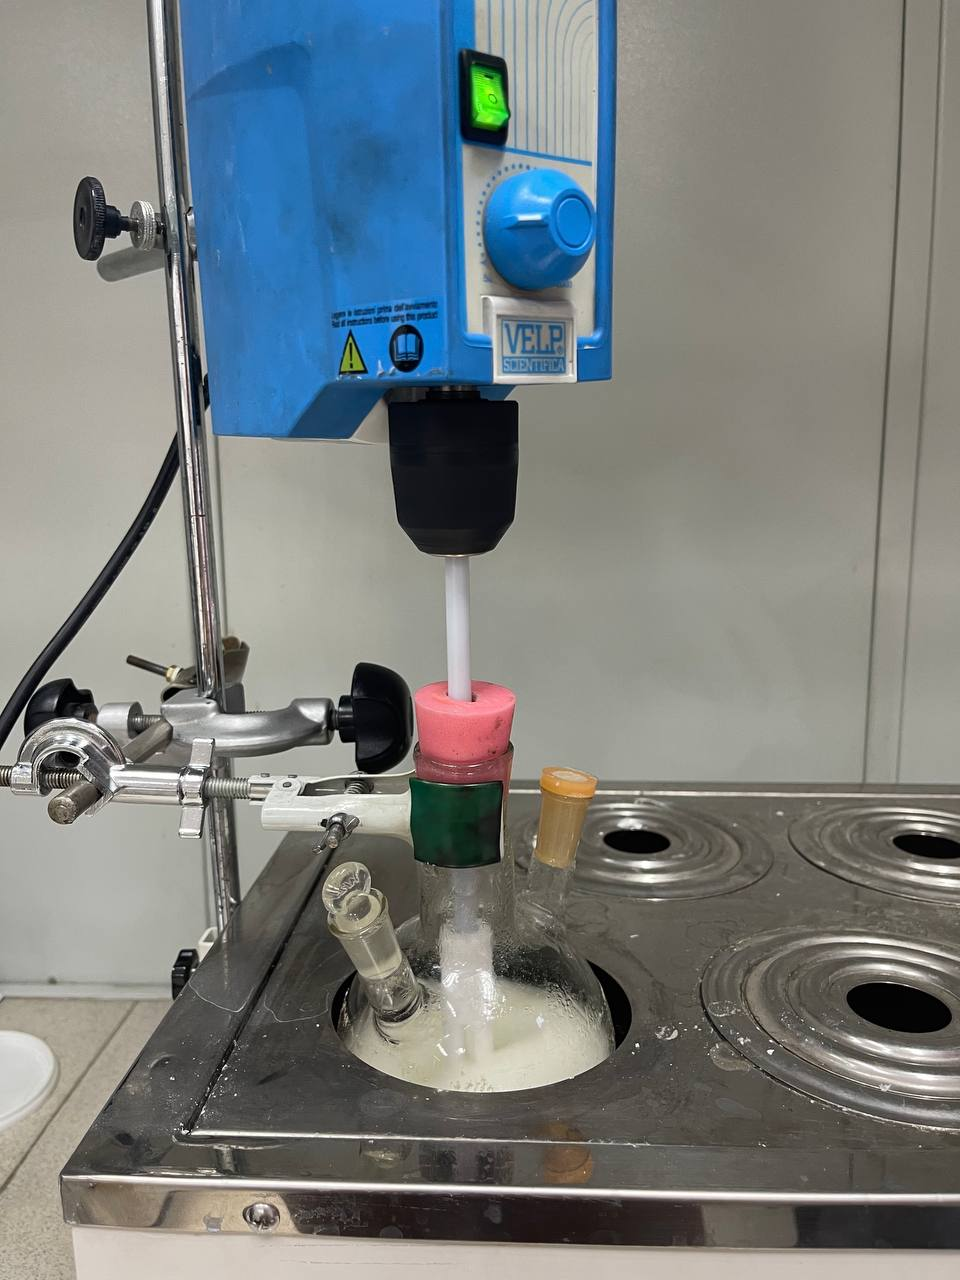 Leggere le istruzioni prima dell'avviamento
Read all instructions before using this product
VELP
SCIENTIFICA